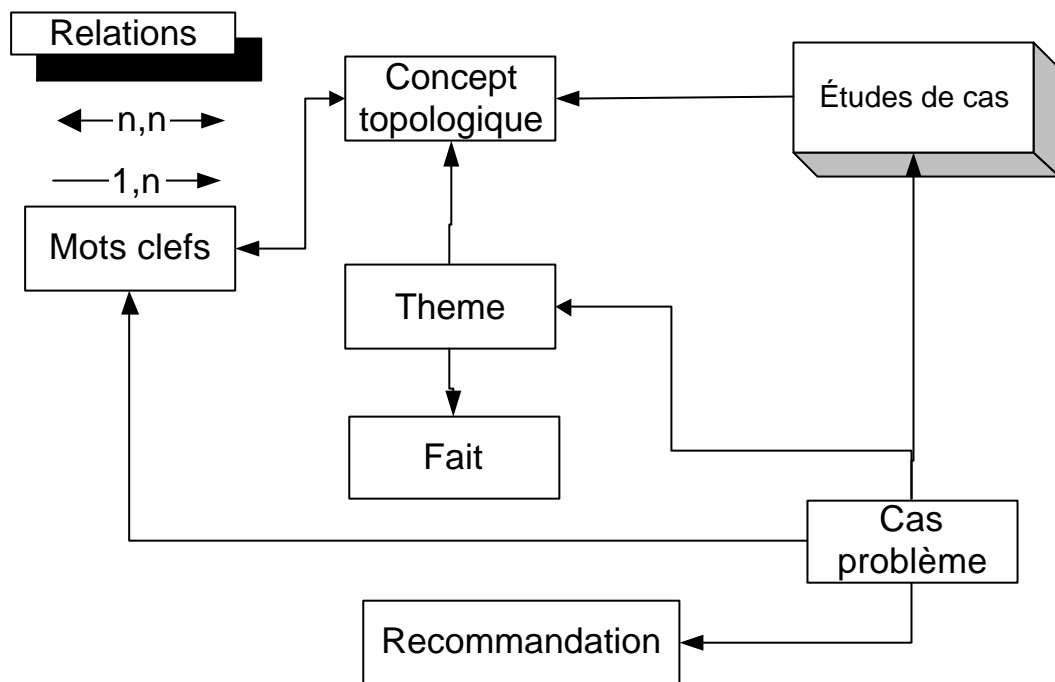 Relations
n,n
1,n
Mots clefs
Concept
topologique
Études de cas
Theme
Fait
Cas
problème
Recommandation